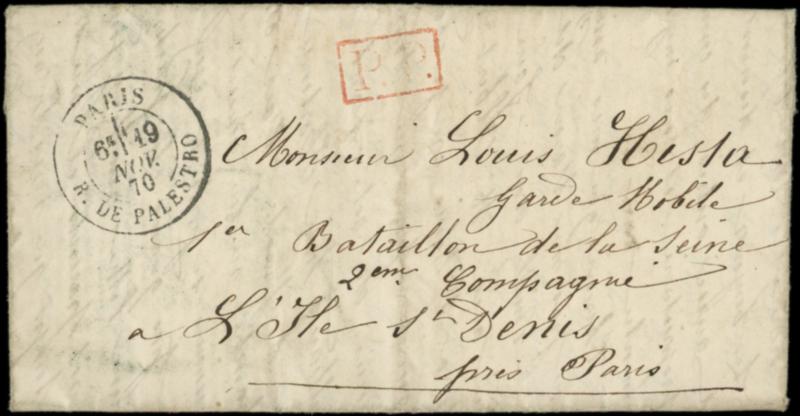 P.P.
PARIS
6E 19
NOV.
70
R. DE PALESTRO
Monsieur Louis Hesta
Garde Mobile
1er Bataillon de la Seine
2eme Compagnie
a L'Ile St Denis
près Paris